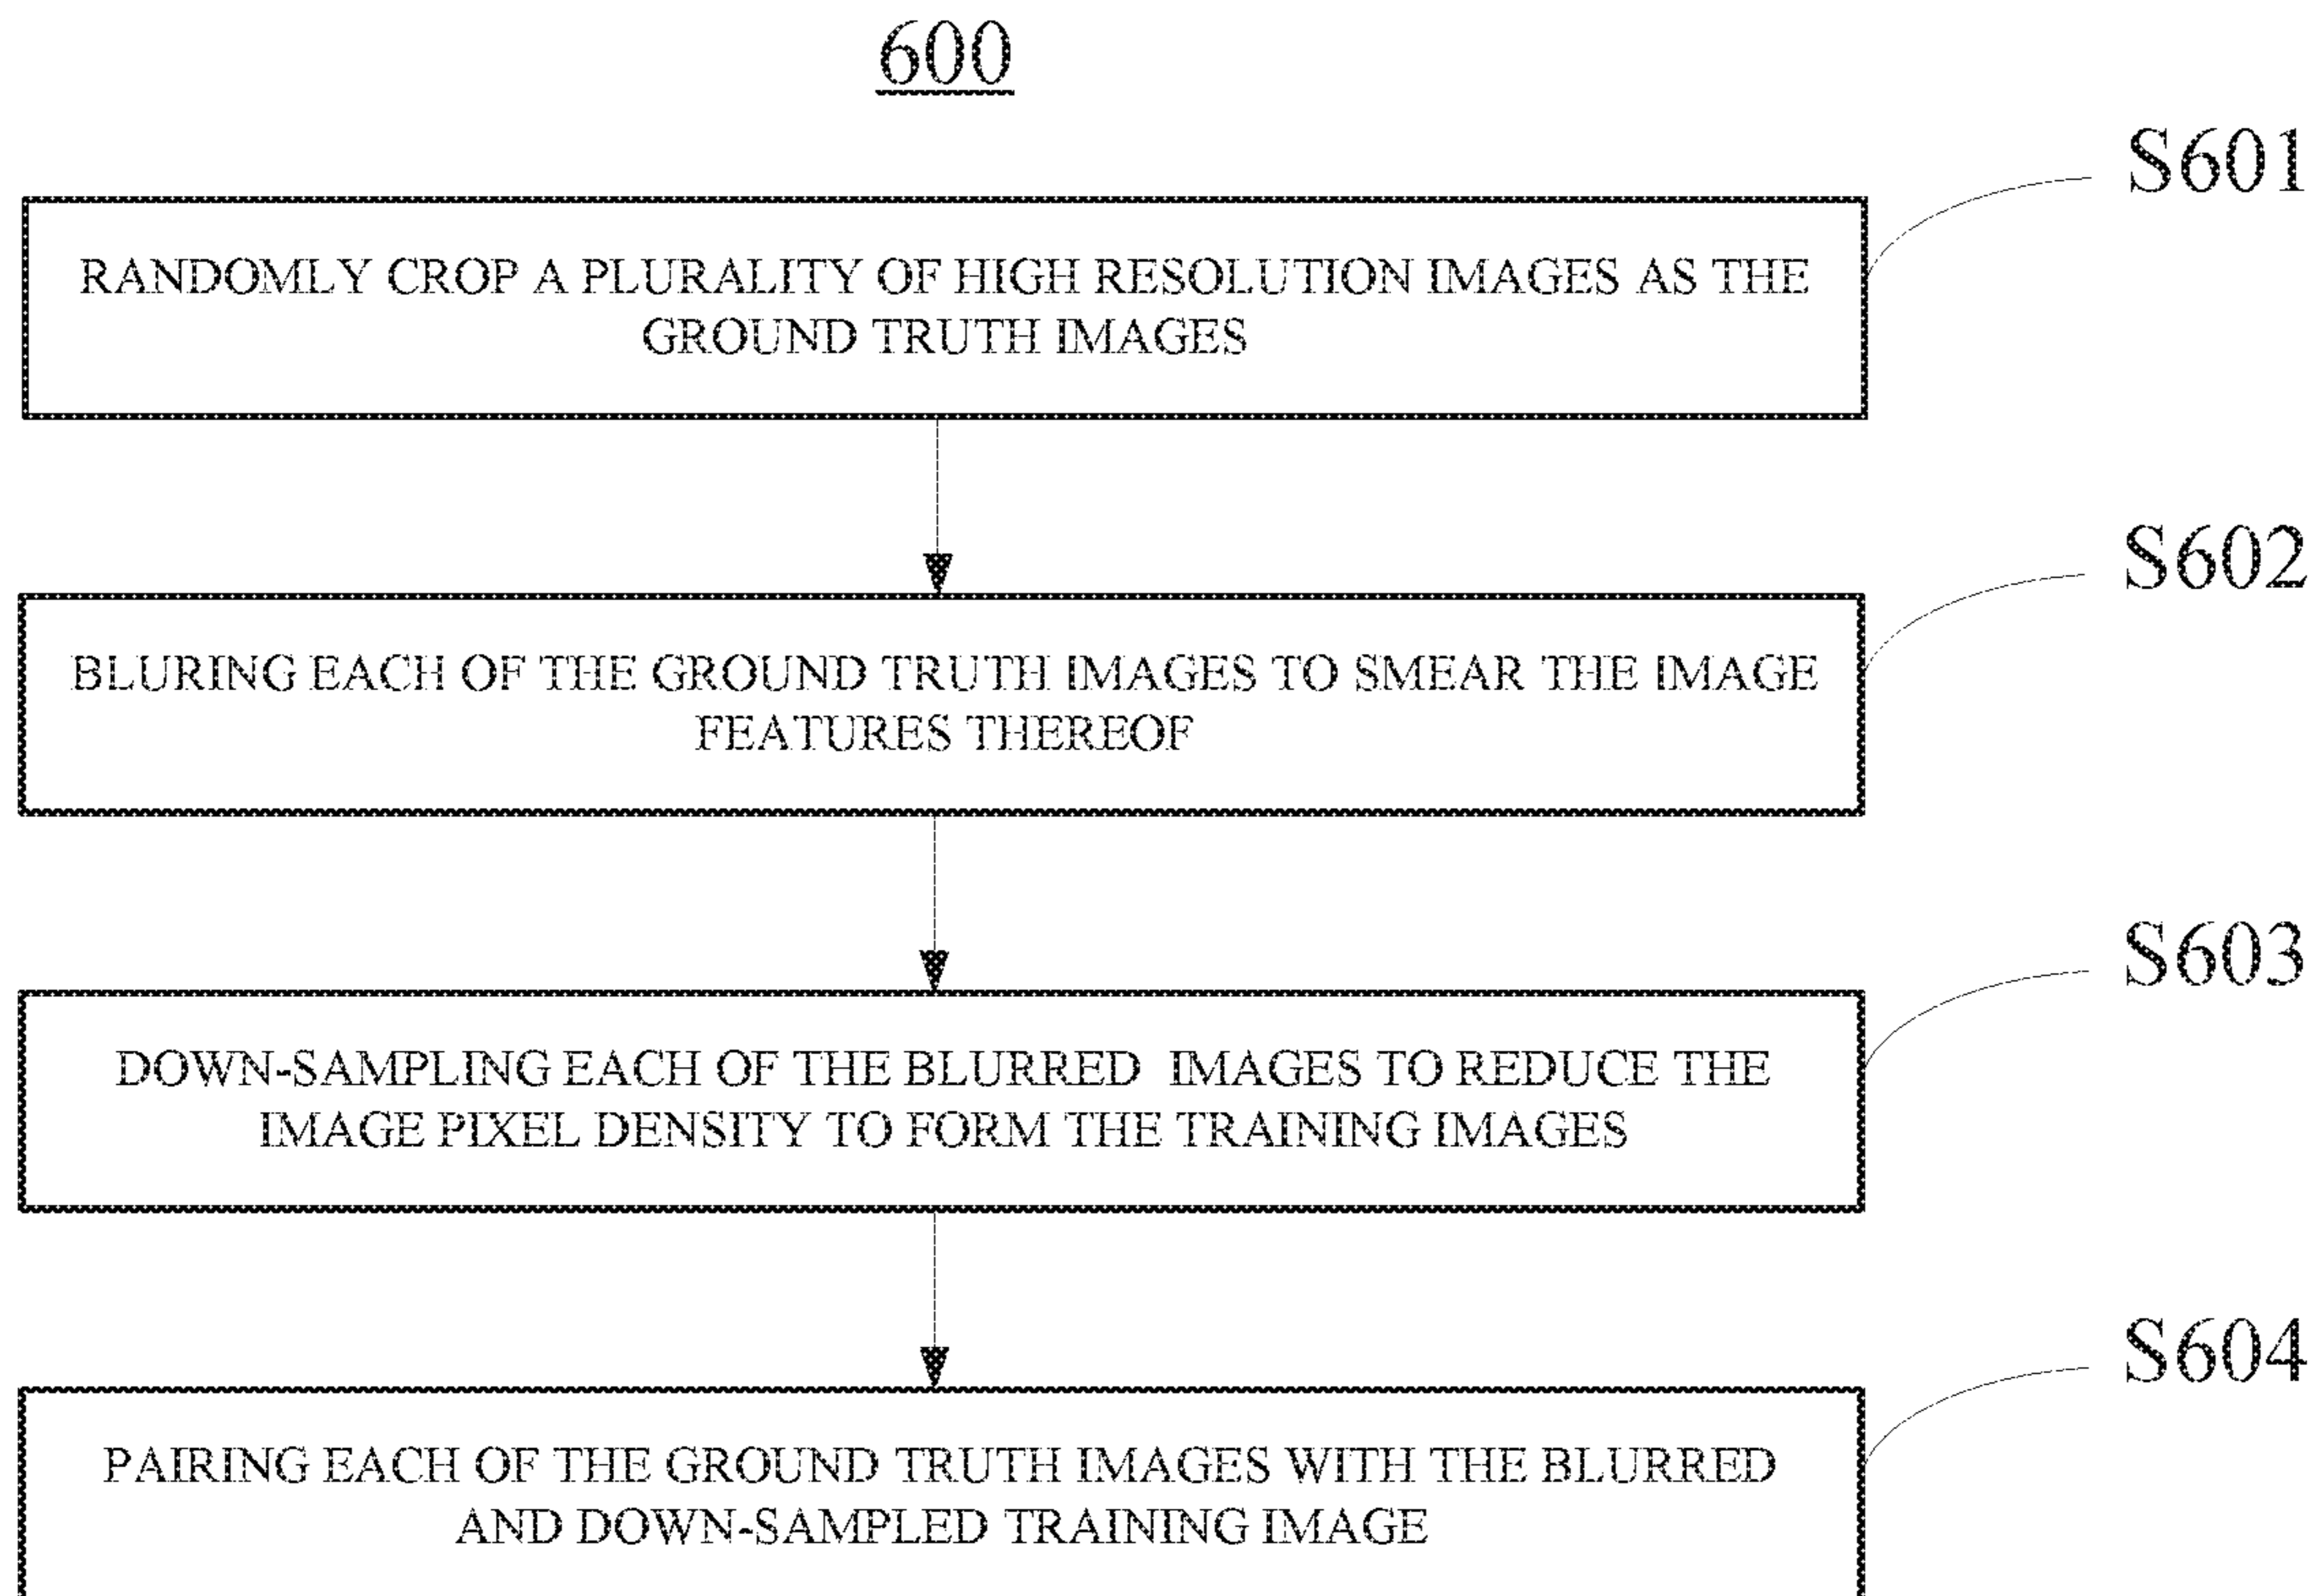 600
S601
RANDOMLY CROP A PLURALITY OF HIGH RESOLUTION IMAGES AS THE
GROUND TRUTH IMAGES
S602
BLURING EACH OF THE GROUND TRUTH IMAGES TO SMEAR THE IMAGE
FEATURES THEREOF
S603
DOWN-SAMPLING EACH OF THE BLURRED IMAGES TO REDUCE THE
IMAGE PIXEL DENSITY TO FORM THE TRAINING IMAGES
S604
PAIRING EACH OF THE GROUND TRUTH IMAGES WITH THE BLURRED
AND DOWN-SAMPLED TRAINING IMAGE